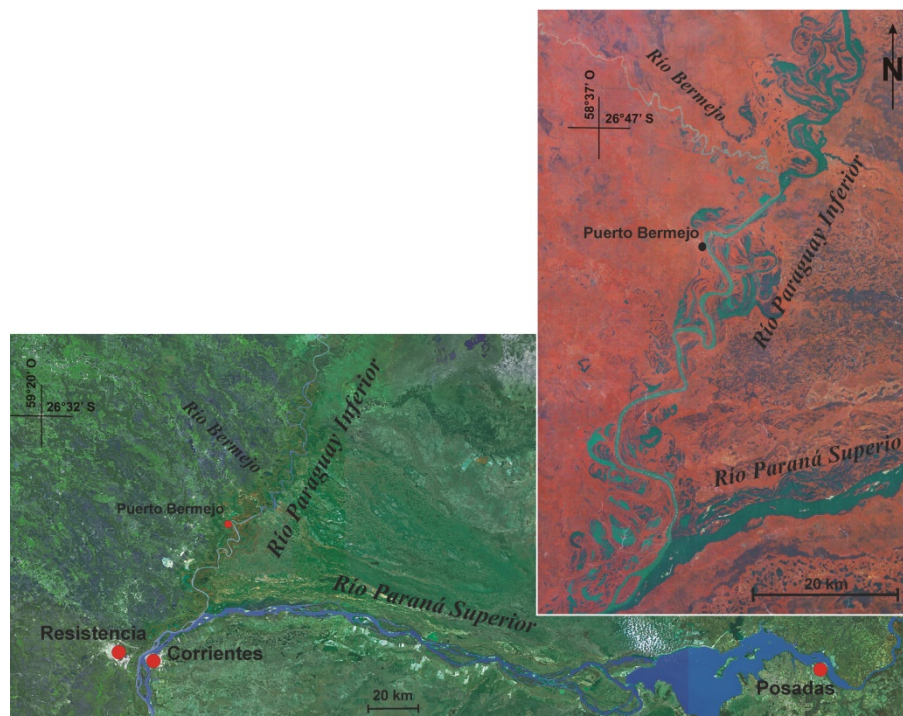 Río Bermejo
N
58°37' O
26°47' S
Río Paraguay Inferior
Puerto Bermejo
Río Paraná Superior
20 km
59°20' O
26°32' S
Río Bermejo
Río Paraguay Inferior
Puerto Bermejo
Río Paraná Superior
Resistencia
Corrientes
20 km
Posadas